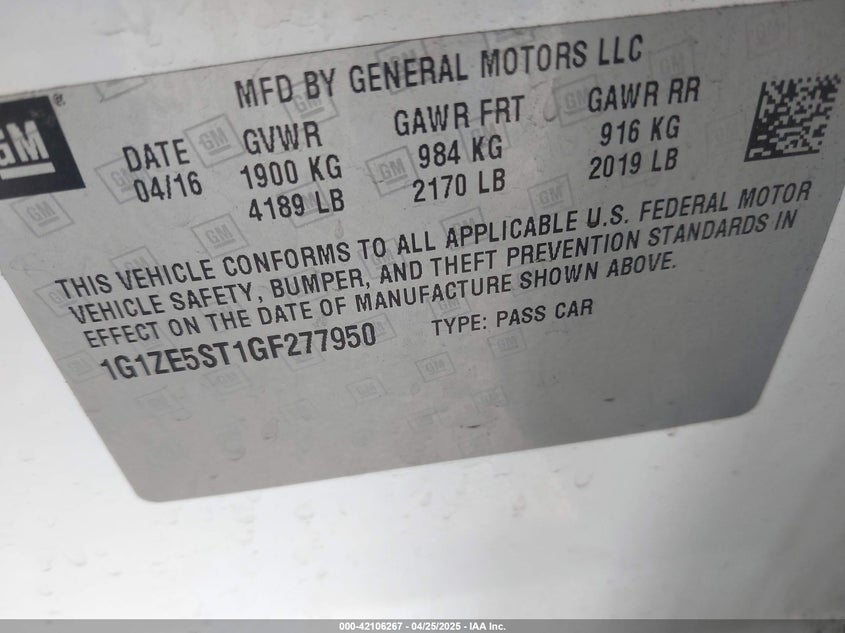 MFD BY GENERAL MOTORS LLC
GM®
DATE GVWR GAWR FRT GAWR RR
04/16 1900 KG 984 KG 916 KG
4189 LB 2170 LB 2019 LB
THIS VEHICLE CONFORMS TO ALL APPLICABLE U.S. FEDERAL MOTOR
VEHICLE SAFETY, BUMPER, AND THEFT PREVENTION STANDARDS IN
EFFECT ON THE DATE OF MANUFACTURE SHOWN ABOVE.
1G1ZE5ST1GF277950 TYPE: PASS CAR
000-42106267 - 04/25/2025 - IAA Inc.